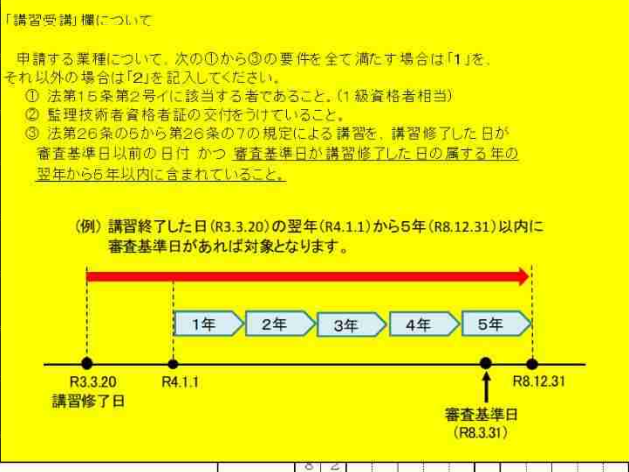 「講習受講」欄について
申請する業種について、次の①から③の要件を全て満たす場合は「1」を、
それ以外の場合は「2」を記入してください。
① 法第15条第2号イに該当する者であること。(1級資格者相当)
② 監理技術者資格者証の交付をうけていること。
③ 法第26条の5から第26条の7の規定による講習を、講習修了した日が
審査基準日以前の日付 かつ 審査基準日が講習修了した日の属する年の
翌年から5年以内に含まれていること。
(例) 講習終了した日(R3.3.20)の翌年(R4.1.1)から5年(R8.12.31)以内に
審査基準日があれば対象となります。
1年 2年 3年 4年 5年
R3.3.20 R4.1.1 R8.12.31
講習修了日
審査基準日
(R8.3.31)
8 2